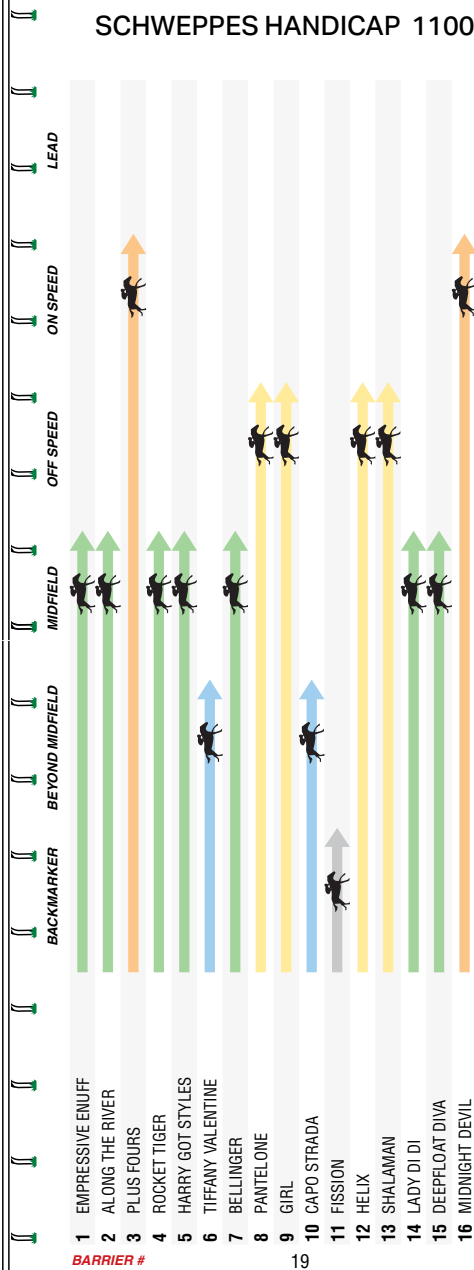 SCHWEPPES HANDICAP 1100
LEAD
ON SPEED
OFF SPEED
MIDFIELD
BEYOND MIDFIELD
BACKMARKER
1 EMPRESSIVE ENUFF
2 ALONG THE RIVER
3 PLUS FOURS
4 ROCKET TIGER
5 HARRY GOT STYLES
6 TIFFANY VALENTINE
7 BELLINGER
8 PANTELONE
9 GIRL
10 CAPO STRADA
11 FISSION
12 HELIX
13 SHALAMAN
14 LADY DI DI
15 DEEPFLOAT DIVA
16 MIDNIGHT DEVIL
BARRIER #
19